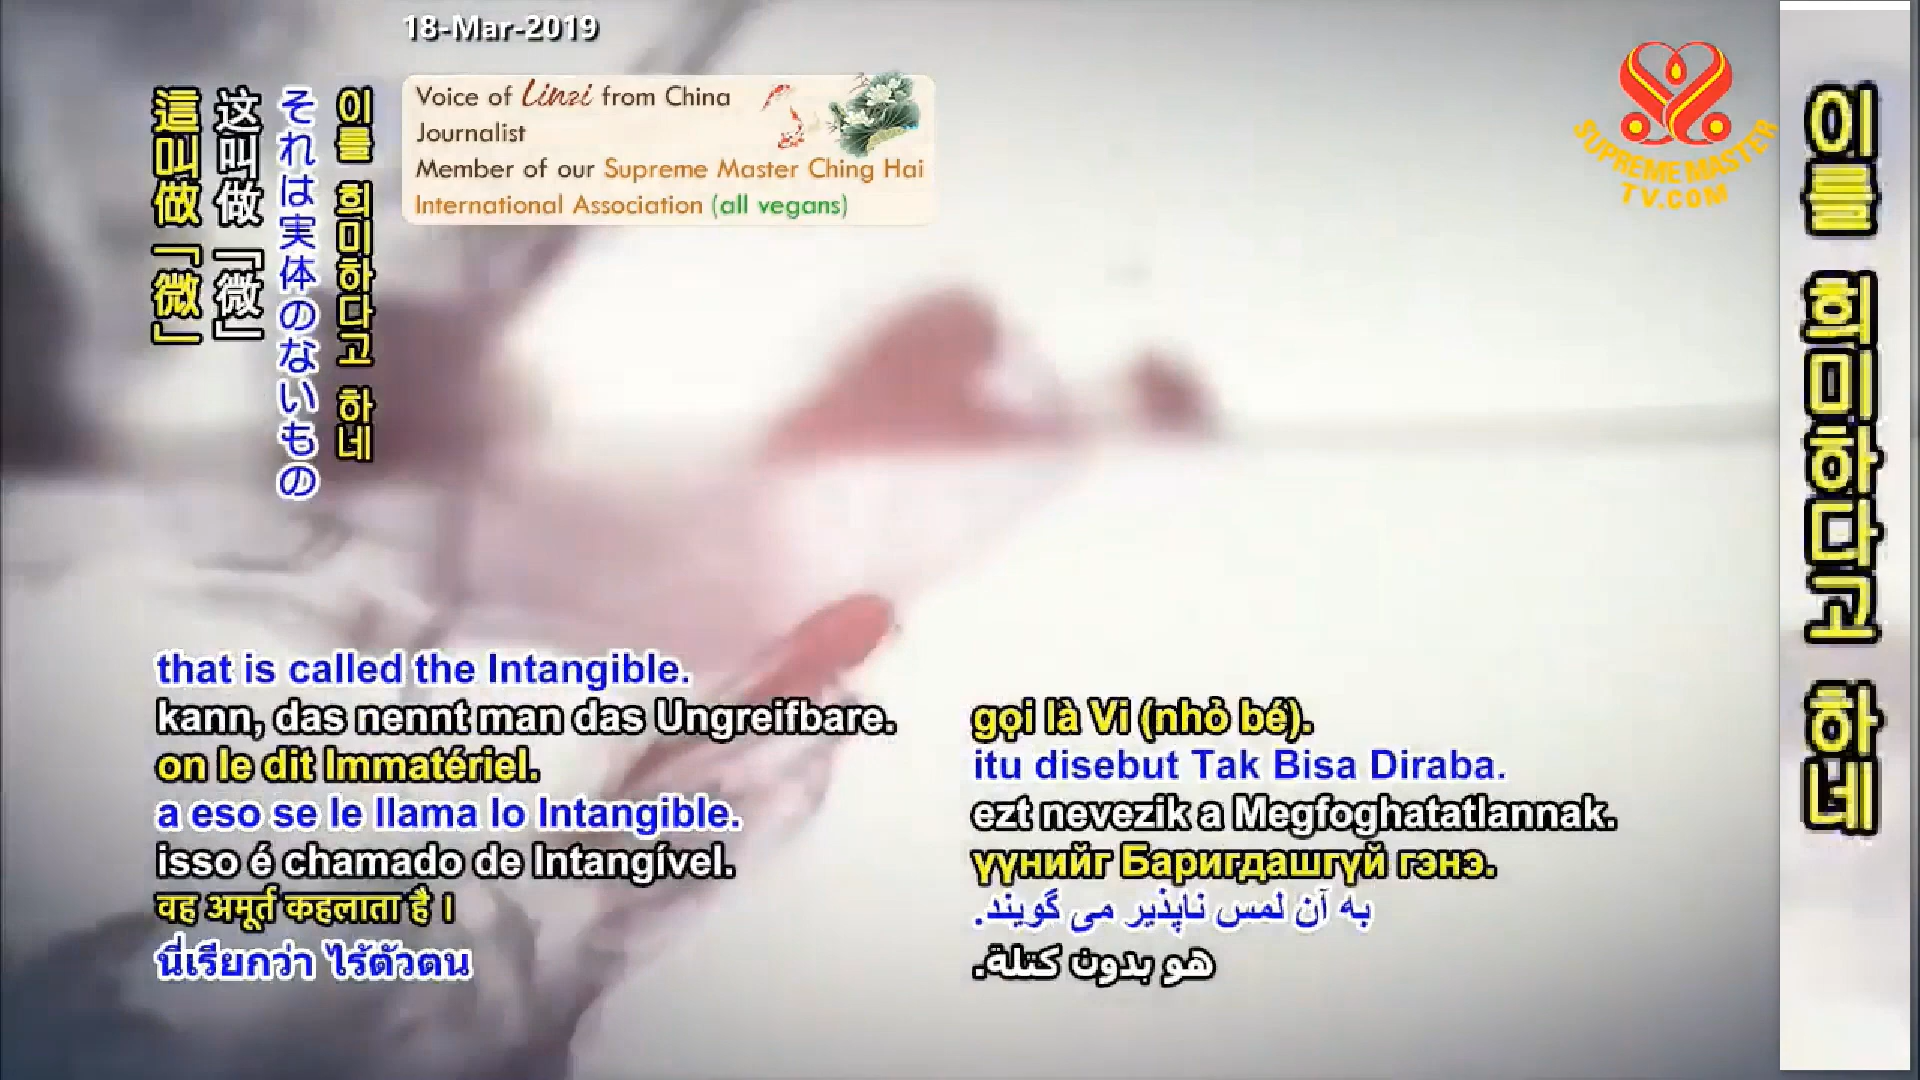 18-Mar-2019
Voice of Linzi from China
Journalist
Member of our Supreme Master Ching Hai
International Association (all vegans)
SUPREME MASTER
TV.COM
이를 희미하다고 하네
이를 희미하다고 하네
それは実体のないもの
这叫做「微」
這叫做「微」
that is called the Intangible.
kann, das nennt man das Ungreifbare.
on le dit Immatériel.
a eso se le llama lo Intangible.
isso é chamado de Intangível.
वह अमूर्त कहलाता है ।
นี่เรียกว่า ไร้ตัวตน
gọi là Vi (nhỏ bé).
itu disebut Tak Bisa Diraba.
ezt nevezik a Megfoghatatlannak.
үүнийг Баригдашгүй гэнэ.
به آن لمس ناپذیر می گویند.
هو بدون كتلة.